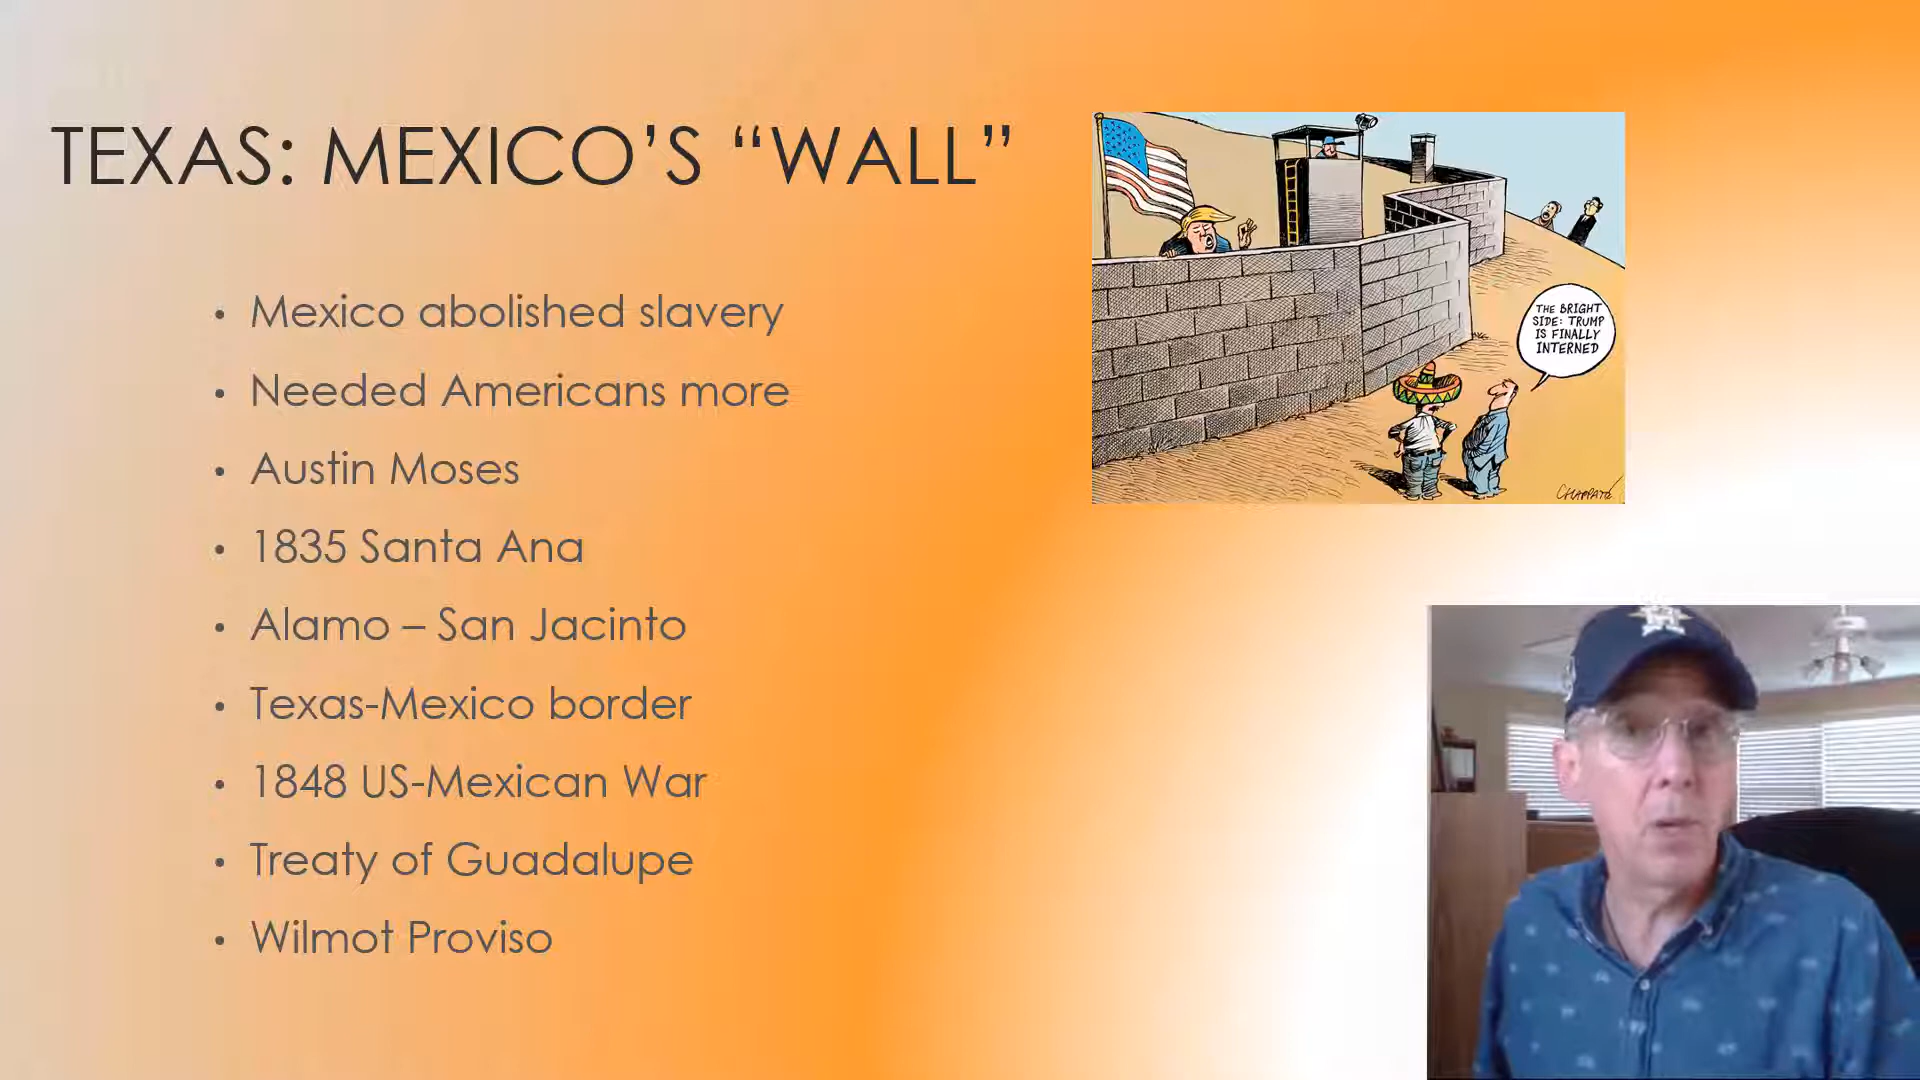 TEXAS: MEXICO’S “WALL”
• Mexico abolished slavery
• Needed Americans more
• Austin Moses
• 1835 Santa Ana
• Alamo – San Jacinto
• Texas-Mexico border
• 1848 US-Mexican War
• Treaty of Guadalupe
• Wilmot Proviso
THE BRIGHT
SIDE: TRUMP
IS FINALLY
INTERNED
CHAPPATTE
H